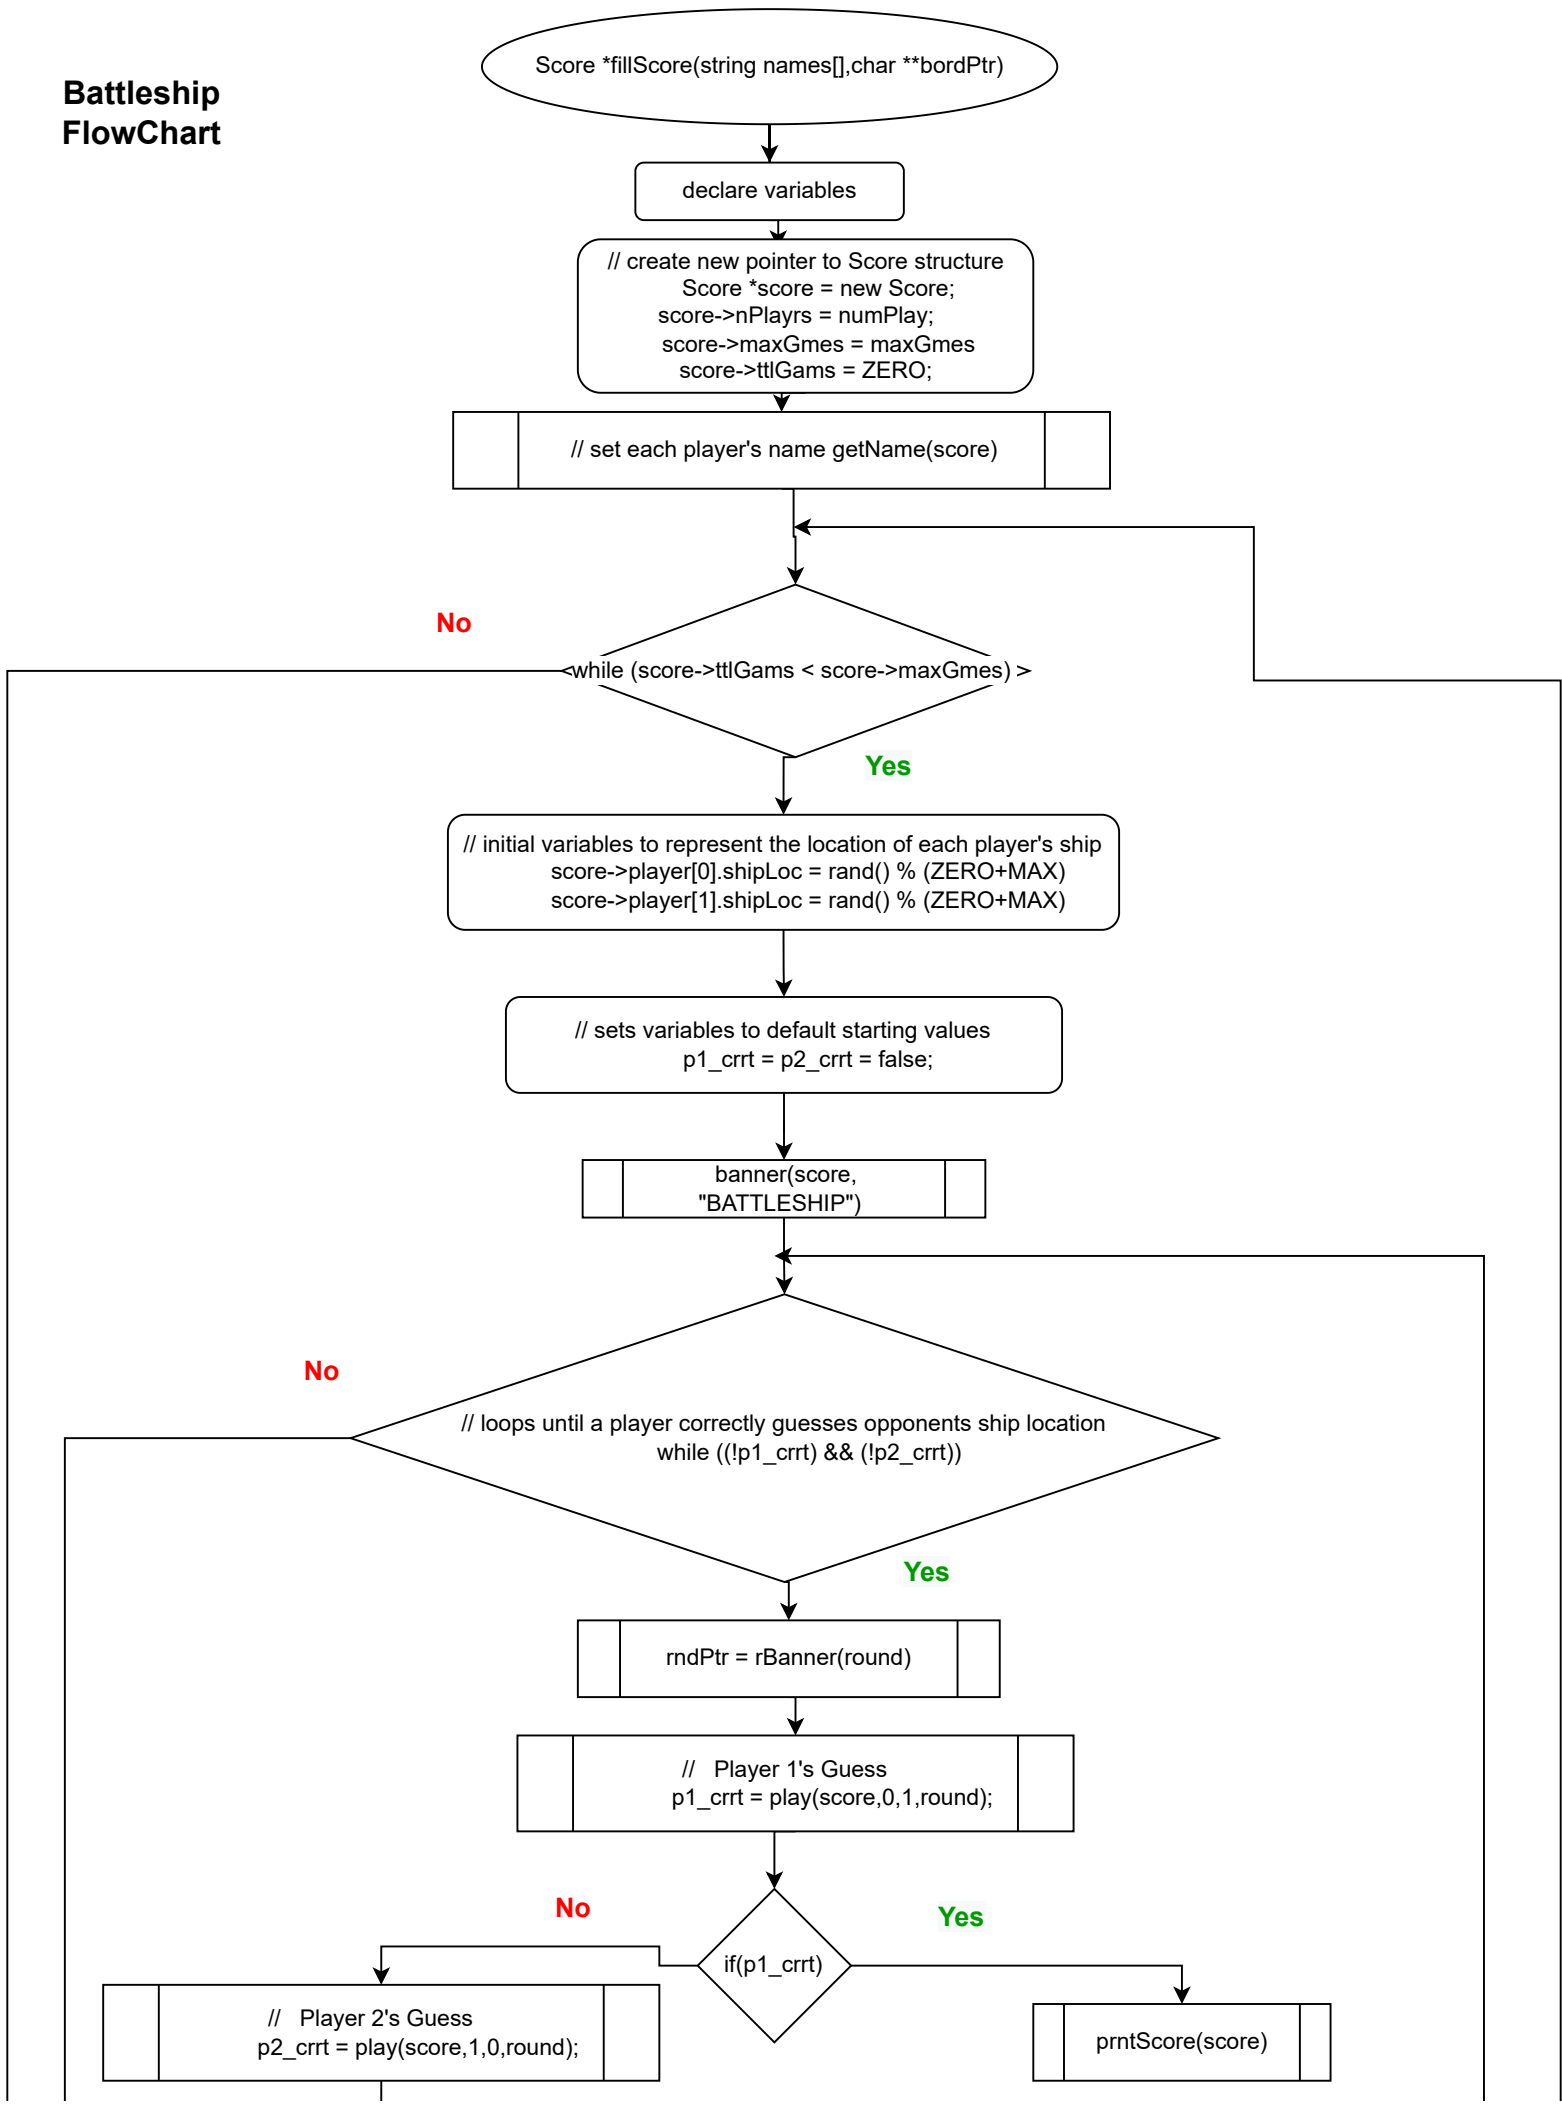 Battleship
FlowChart
Score *fillScore(string names[],char **bordPtr)
declare variables
// create new pointer to Score structure
Score *score = new Score;
score->nPlayrs = numPlay;
score->maxGmes = maxGmes
score->ttlGams = ZERO;
// set each player's name getName(score)
No
while (score->ttlGams < score->maxGmes)
Yes
// initial variables to represent the location of each player's ship
score->player[0].shipLoc = rand() % (ZERO+MAX)
score->player[1].shipLoc = rand() % (ZERO+MAX)
// sets variables to default starting values
p1_crrt = p2_crrt = false;
banner(score,
"BATTLESHIP")
No
// loops until a player correctly guesses opponents ship location
while ((!p1_crrt) && (!p2_crrt))
Yes
rndPtr = rBanner(round)
// Player 1's Guess
p1_crrt = play(score,0,1,round);
No
Yes
if(p1_crrt)
// Player 2's Guess
p2_crrt = play(score,1,0,round);
prntScore(score)